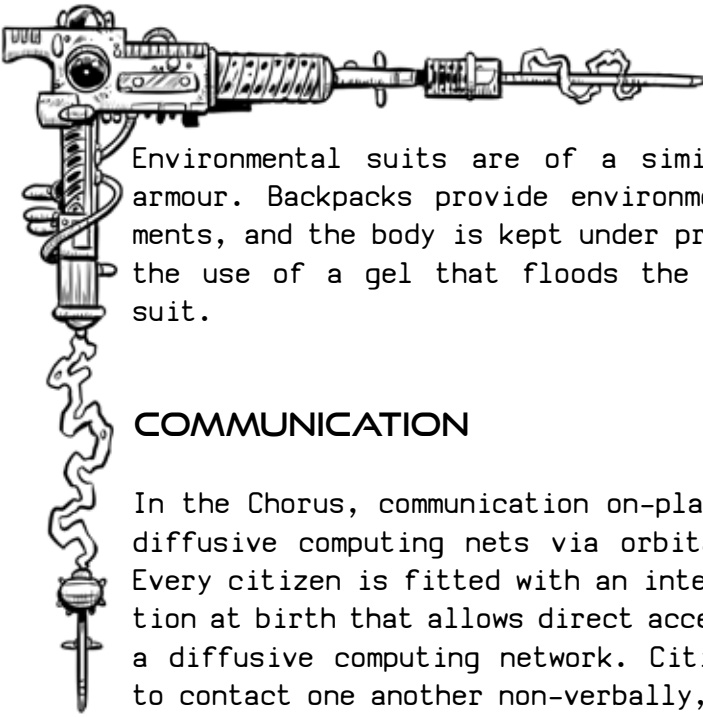 Environmental suits are of a simi
armour. Backpacks provide environm
ments, and the body is kept under pr
the use of a gel that floods the
suit.
COMMUNICATION
In the Chorus, communication on-pla
diffusive computing nets via orbit
Every citizen is fitted with an inte
tion at birth that allows direct acce
a diffusive computing network. Citi
to contact one another non-verbally,